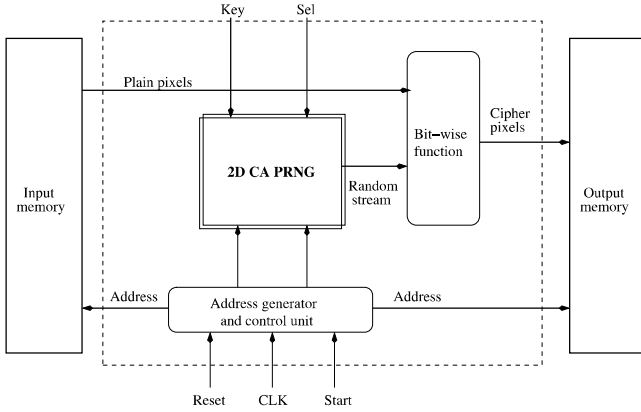 Key
Sel
Plain pixels
Bit-wise
function
Cipher
pixels
2D CA PRNG
Random
stream
Input
memory
Output
memory
Address
Address generator
and control unit
Address
Reset
CLK
Start